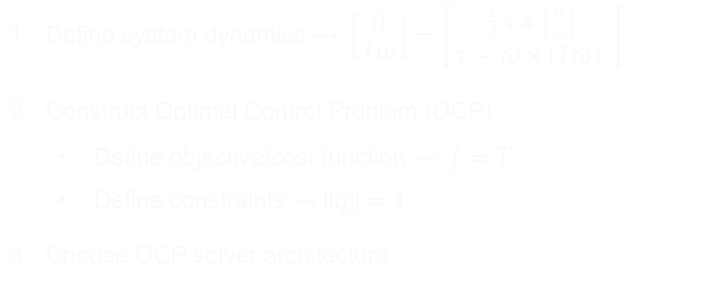 1. Define system dynamics → [q̇; Iω̇] = [½ q ⊗ [0; ω]; τ − ω × (Iω)]
2. Construct Optimal Control Problem (OCP):
• Define objective/cost function → J = T
• Define constraints → ||q|| = 1
3. Choose OCP solver architecture